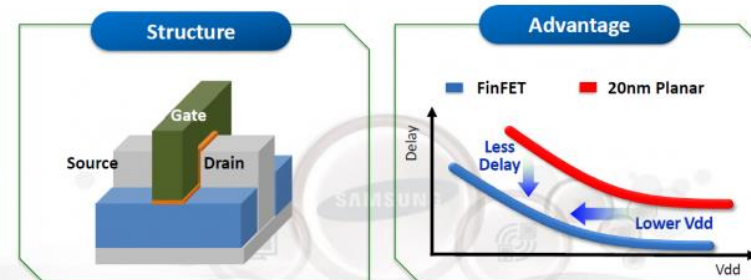 Structure
Gate
Source
Drain
Advantage
FinFET
20nm Planar
Delay
Less
Delay
Lower Vdd
Vdd
SAMSUNG